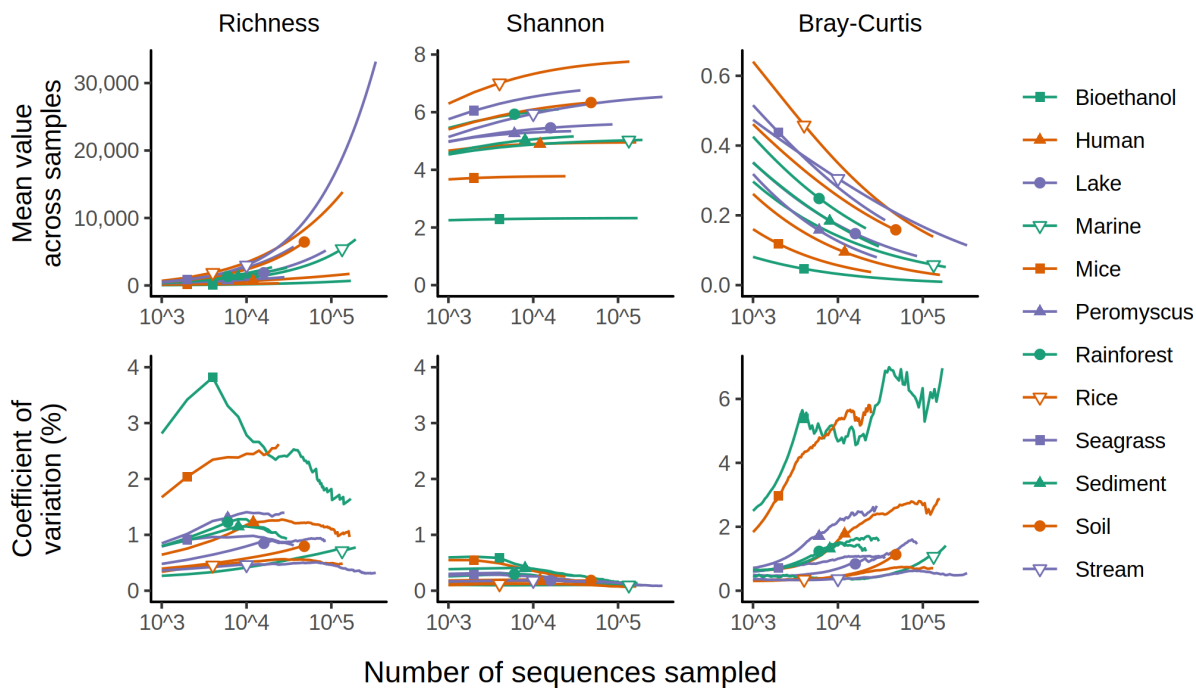 Richness
Shannon
Bray-Curtis
Mean value
across samples
30,000
20,000
10,000
0
10^3
10^4
10^5
8
6
4
2
0
10^3
10^4
10^5
0.6
0.4
0.2
0.0
10^3
10^4
10^5
Coefficient of
variation (%)
4
3
2
1
0
10^3
10^4
10^5
4
3
2
1
0
10^3
10^4
10^5
6
4
2
0
10^3
10^4
10^5
Number of sequences sampled
Bioethanol
Human
Lake
Marine
Mice
Peromyscus
Rainforest
Rice
Seagrass
Sediment
Soil
Stream